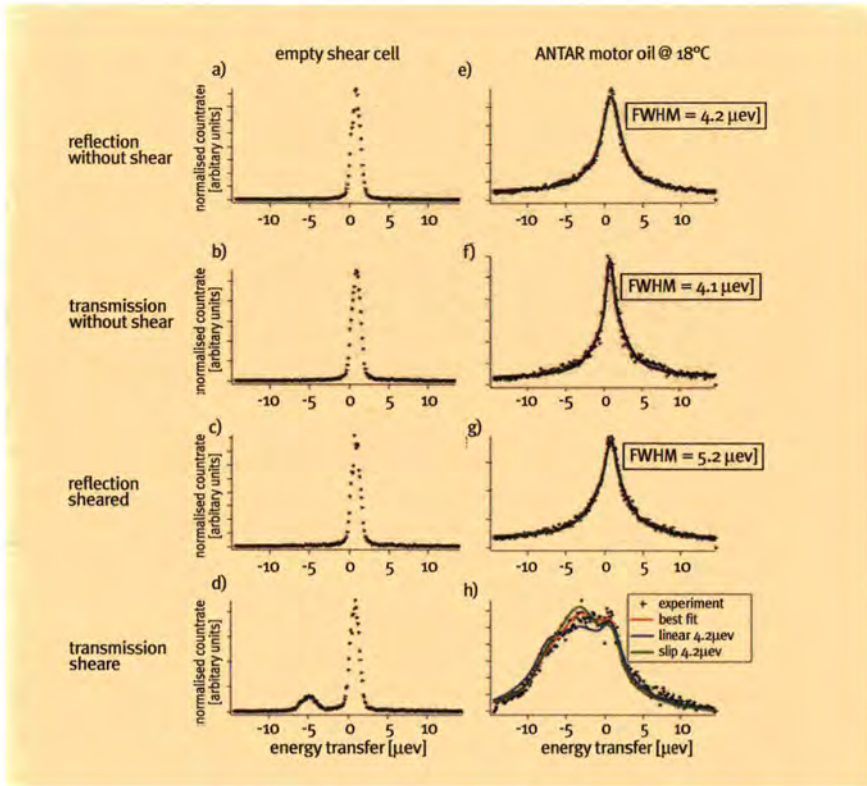 empty shear cell
ANTAR motor oil @ 18°C
a)
e)
reflection
without shear
normalised countrate
[arbitary units]
FWHM = 4.2 µev]
-10 -5 0 5 10
-10 -5 0 5 10
b)
f)
transmission
without shear
normalised countrate
[arbitary units]
FWHM = 4.1 µev]
-10 -5 0 5 10
-10 -5 0 5 10
c)
g)
reflection
sheared
normalised countrate
[arbitary units]
FWHM = 5.2 µev]
-10 -5 0 5 10
-10 -5 0 5 10
d)
h)
transmission
sheare
normalised countrate
[arbitary units]
+ experiment
best fit
linear 4.2µev
slip 4.2µev
-10 -5 0 5 10
-10 -5 0 5 10
energy transfer [µev]
energy transfer [µev]